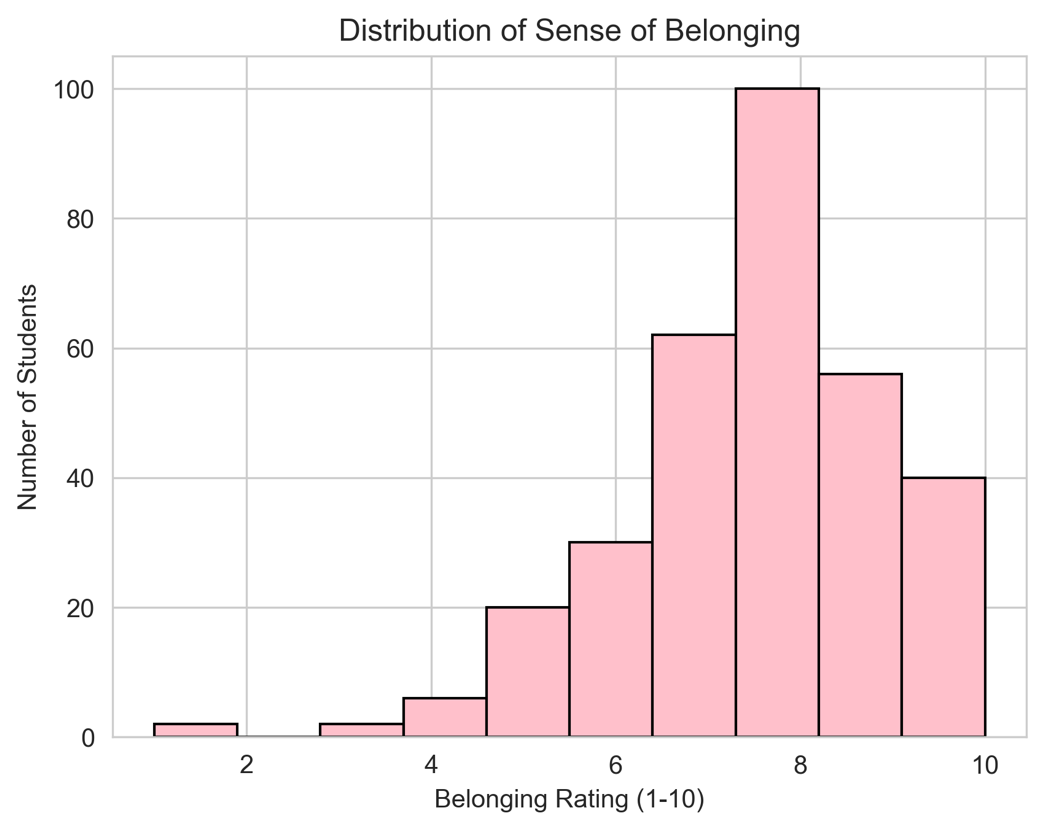 Distribution of Sense of Belonging
100
80
60
40
20
0
Number of Students
2 4 6 8 10
Belonging Rating (1-10)